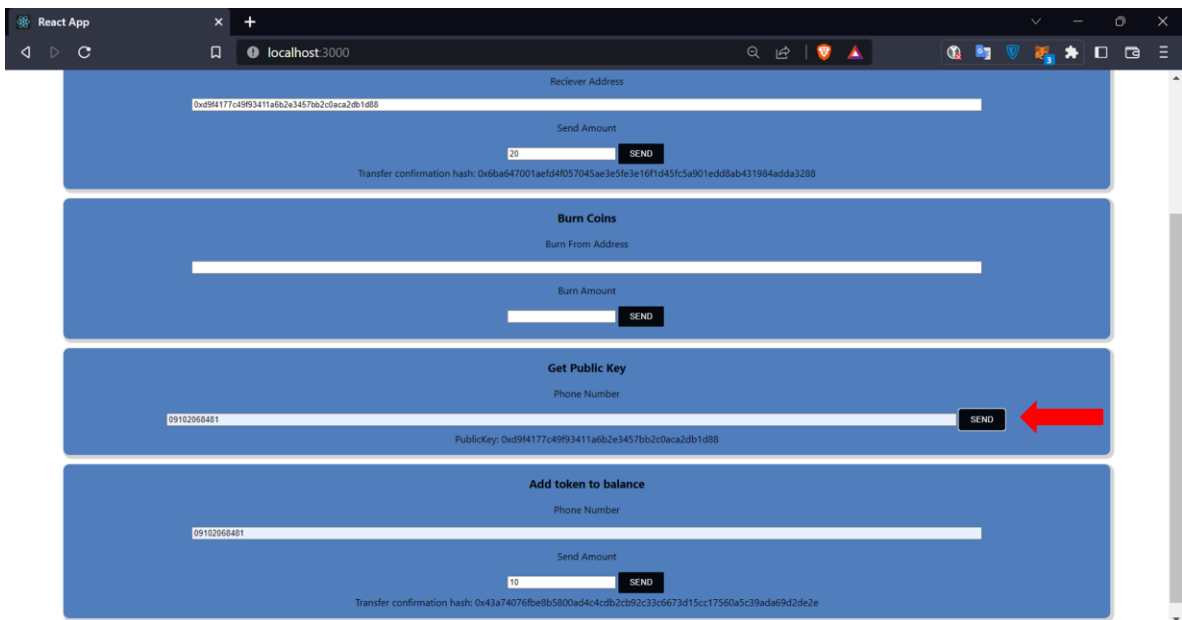 React App
localhost:3000
3
Reciever Address
0xd9f4177c49f93411a6b2e3457bb2c0aca2db1d88
Send Amount
20 SEND
Transfer confirmation hash: 0x6ba647001aefd4f057045ae3e5fe3e16f1d45fc5a901edd8ab431984adda3288
Burn Coins
Burn From Address
Burn Amount
SEND
Get Public Key
Phone Number
09102068481 SEND
PublicKey: 0xd9f4177c49f93411a6b2e3457bb2c0aca2db1d88
Add token to balance
Phone Number
09102068481
Send Amount
10 SEND
Transfer confirmation hash: 0x43a74076fbe8b5800ad4c4cdb2cb92c33c6673d15cc17560a5c39ada69d2de2e